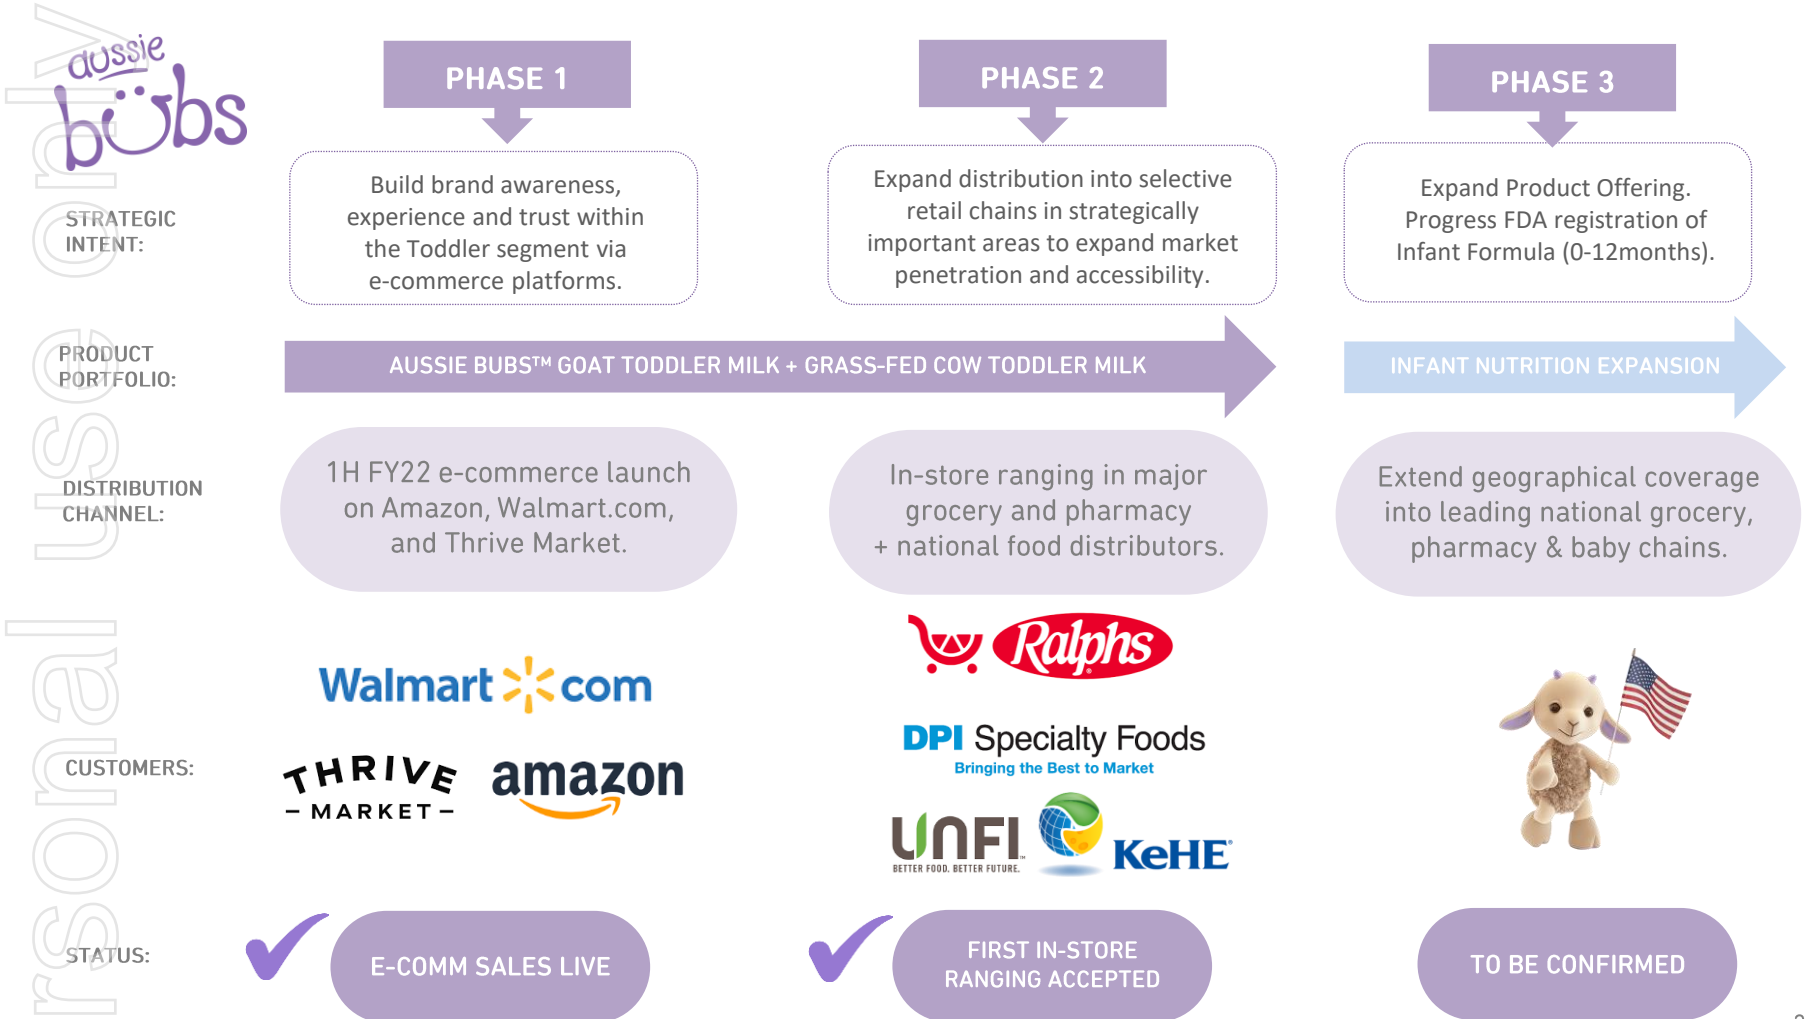 aussie
bubs
PHASE 1
PHASE 2
PHASE 3
STRATEGIC
INTENT:
Build brand awareness,
experience and trust within
the Toddler segment via
e-commerce platforms.
Expand distribution into selective
retail chains in strategically
important areas to expand market
penetration and accessibility.
Expand Product Offering.
Progress FDA registration of
Infant Formula (0-12months).
PRODUCT
PORTFOLIO:
AUSSIE BUBS™ GOAT TODDLER MILK + GRASS-FED COW TODDLER MILK
INFANT NUTRITION EXPANSION
DISTRIBUTION
CHANNEL:
1H FY22 e-commerce launch
on Amazon, Walmart.com,
and Thrive Market.
In-store ranging in major
grocery and pharmacy
+ national food distributors.
Extend geographical coverage
into leading national grocery,
pharmacy & baby chains.
CUSTOMERS:
Walmart com
THRIVE
– MARKET –
amazon
Ralphs
DPI Specialty Foods
Bringing the Best to Market
UNFI™
BETTER FOOD. BETTER FUTURE.
KeHE®
STATUS:
E-COMM SALES LIVE
FIRST IN-STORE
RANGING ACCEPTED
TO BE CONFIRMED
rsonal use only